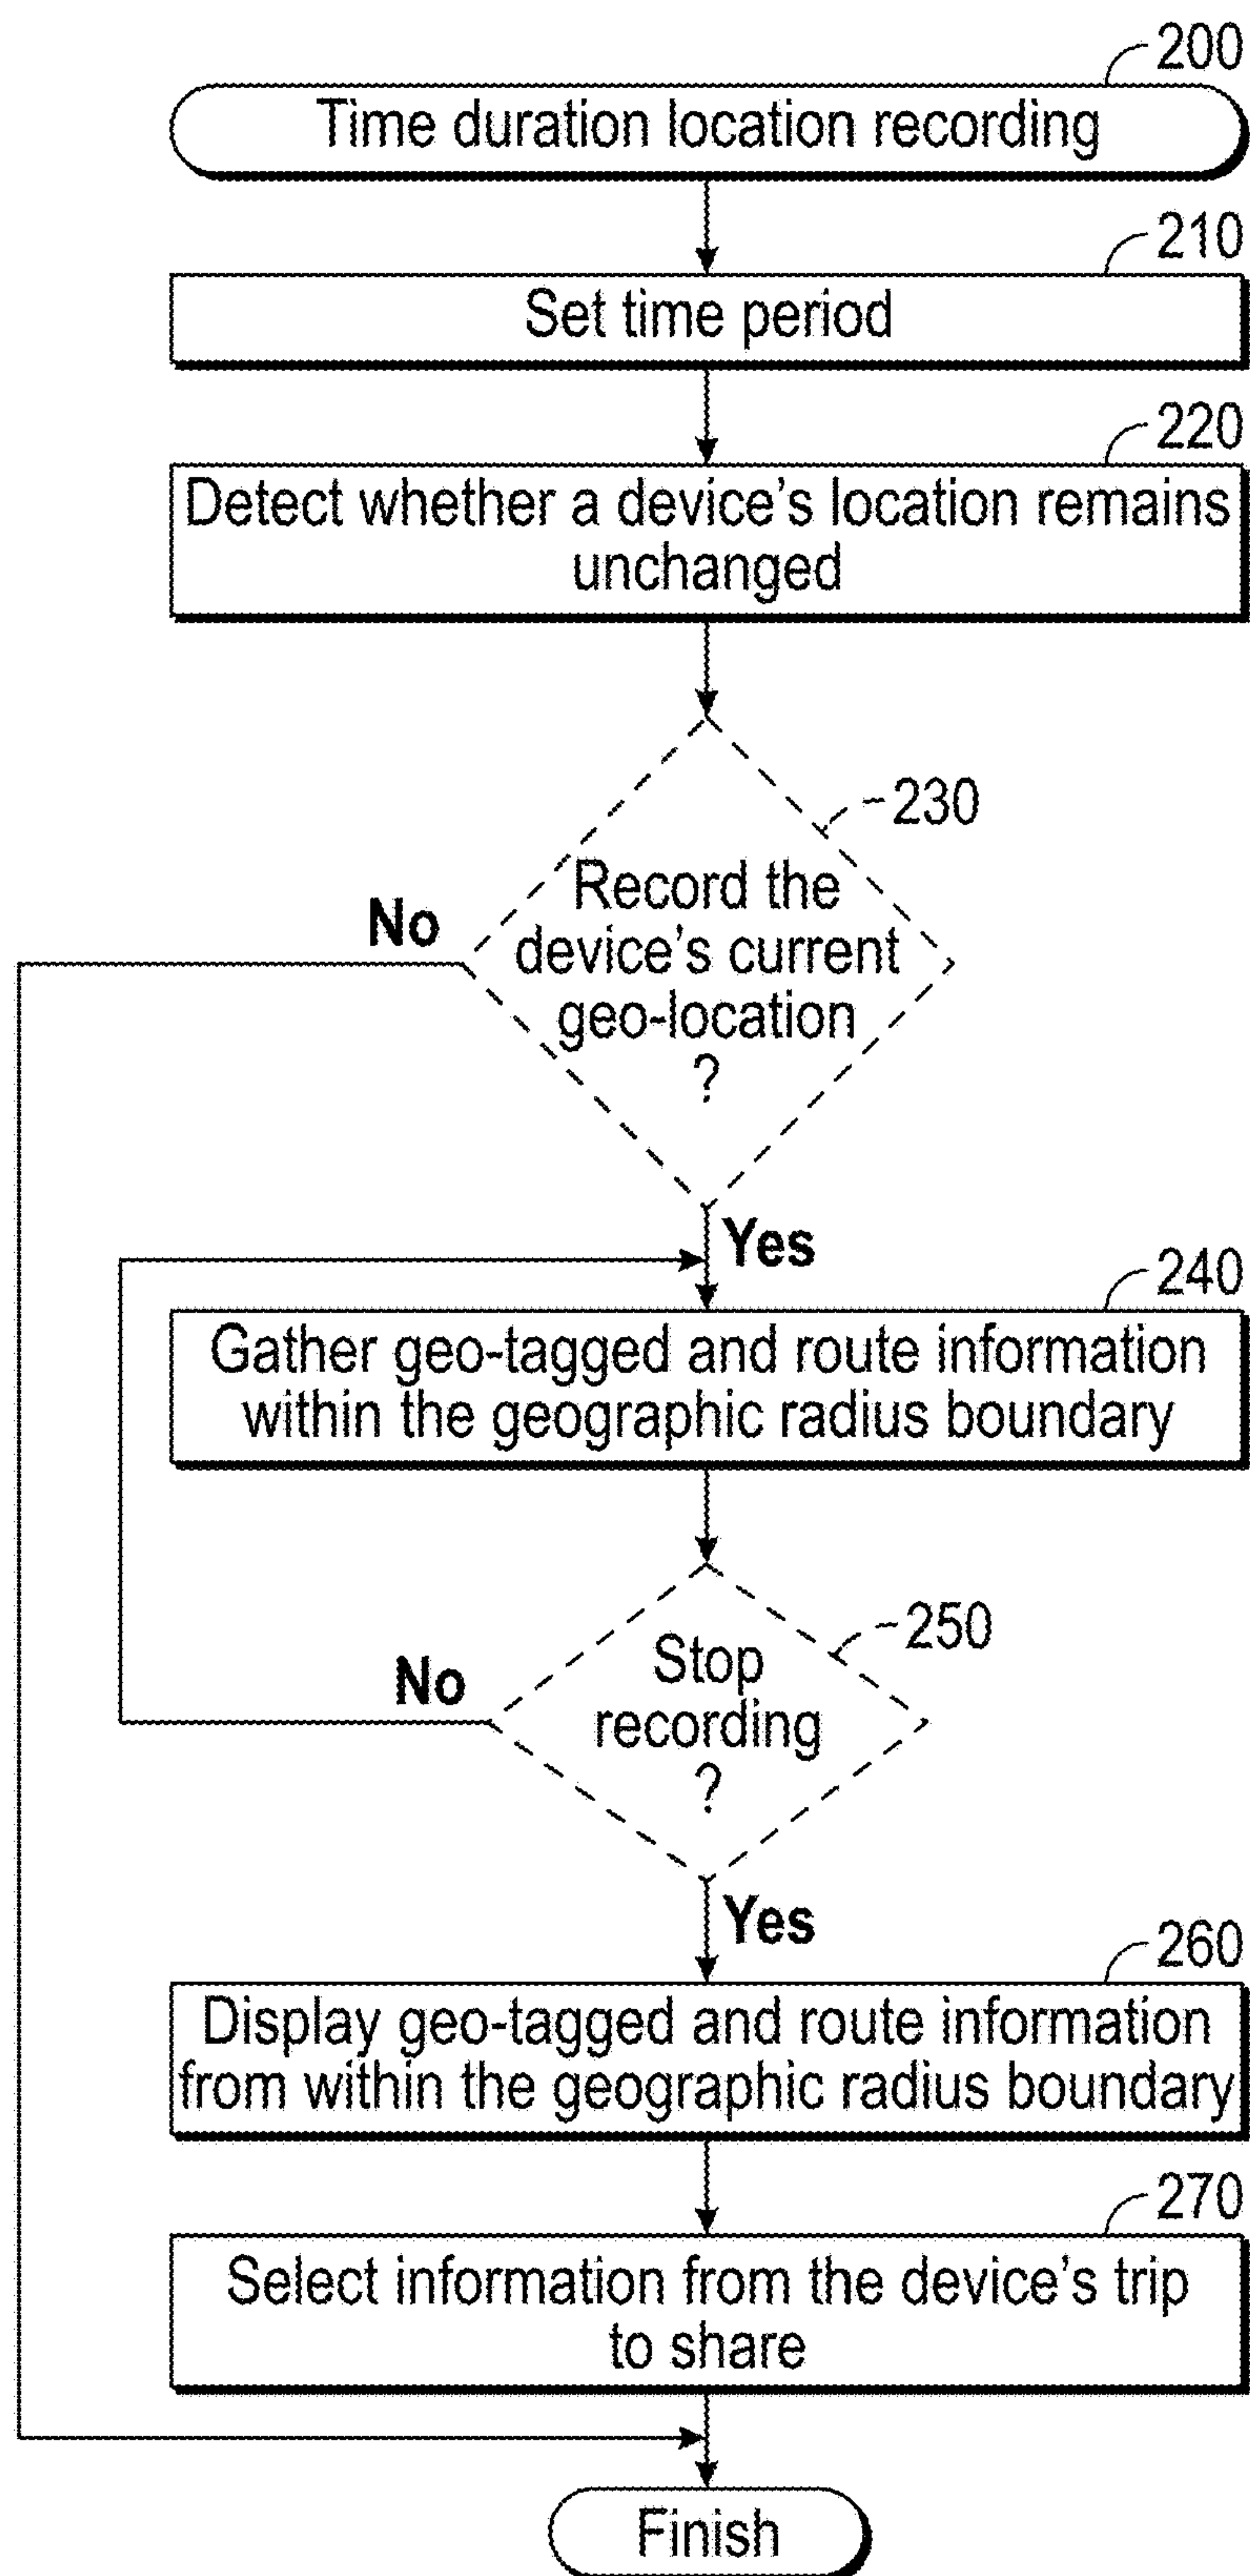 200
Time duration location recording
210
Set time period
220
Detect whether a device's location remains
unchanged
230
Record the
device's current
geo-location
?
No
Yes
240
Gather geo-tagged and route information
within the geographic radius boundary
250
Stop
recording
?
No
Yes
260
Display geo-tagged and route information
from within the geographic radius boundary
270
Select information from the device's trip
to share
Finish